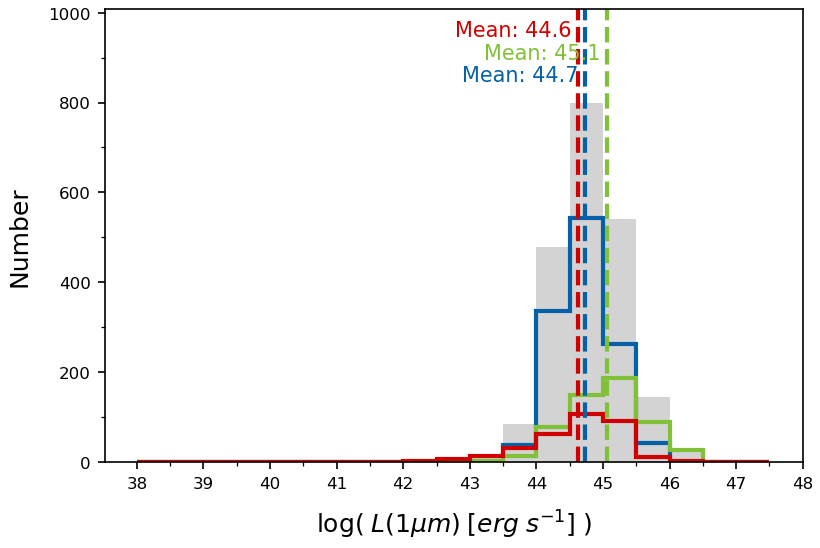 Mean: 44.6
Mean: 45.1
Mean: 44.7
1000
800
600
400
200
0
Number
38 39 40 41 42 43 44 45 46 47 48
log( L(1μm) [erg s⁻¹] )